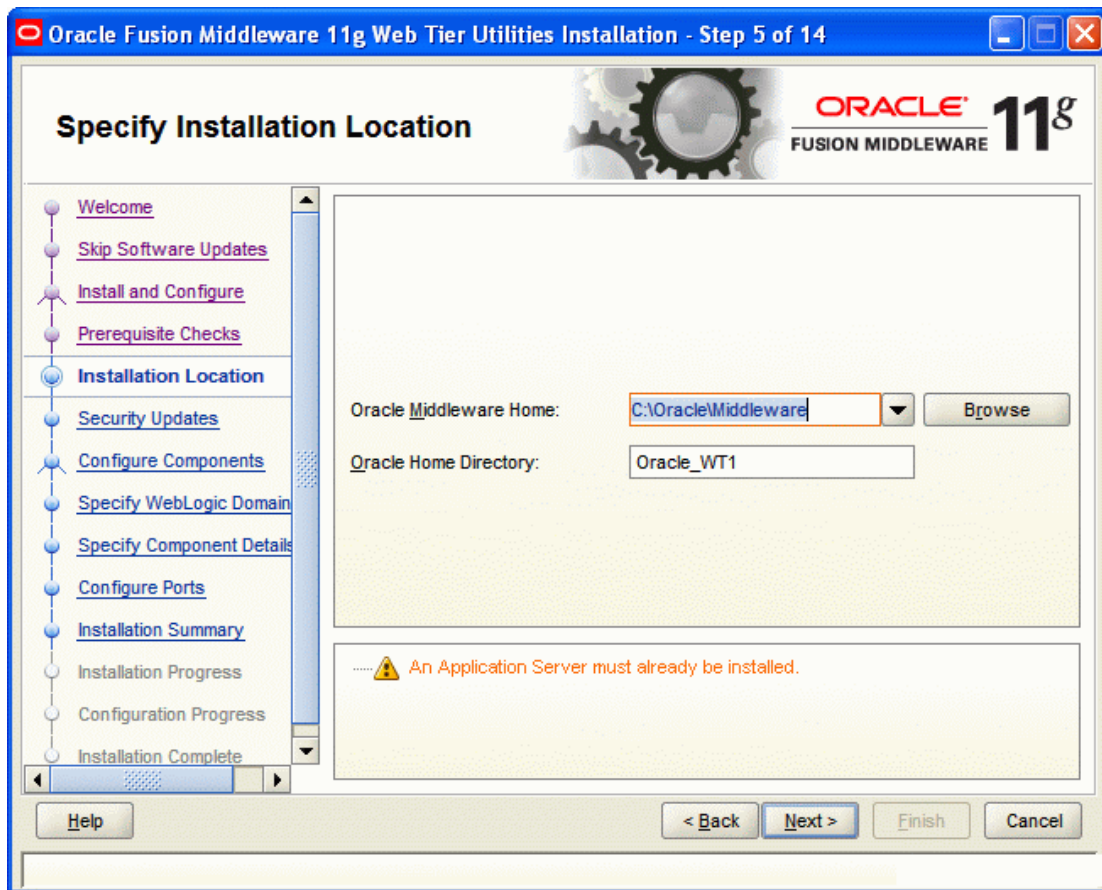 Oracle Fusion Middleware 11g Web Tier Utilities Installation - Step 5 of 14
Specify Installation Location
ORACLE
FUSION MIDDLEWARE
11g
Welcome
Skip Software Updates
Install and Configure
Prerequisite Checks
Installation Location
Security Updates
Configure Components
Specify WebLogic Domain
Specify Component Details
Configure Ports
Installation Summary
Installation Progress
Configuration Progress
Installation Complete
Oracle Middleware Home: C:\Oracle\Middleware Browse
Oracle Home Directory: Oracle_WT1
An Application Server must already be installed.
Help < Back Next > Finish Cancel